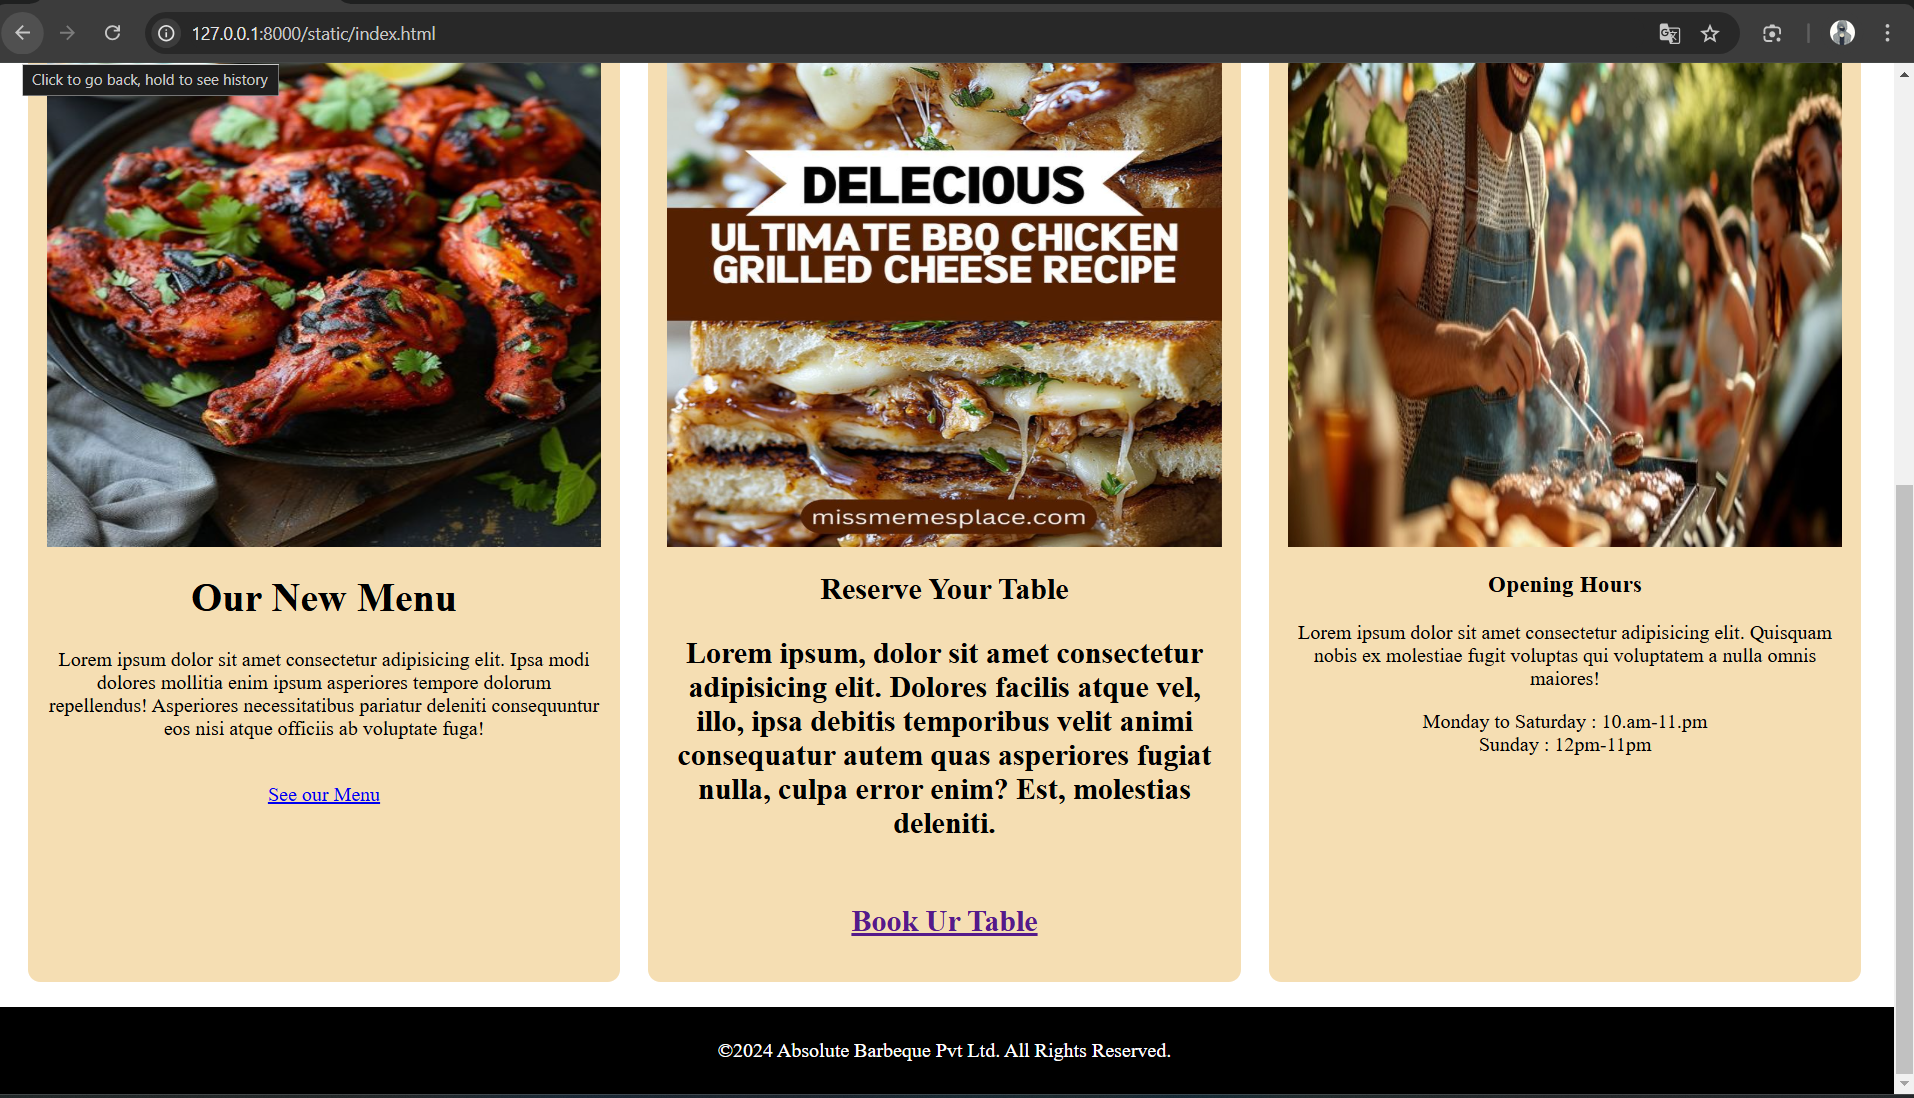 127.0.0.1:8000/static/index.html
Click to go back, hold to see history
DELECIOUS
ULTIMATE BBQ CHICKEN
GRILLED CHEESE RECIPE
missmemesplace.com
Our New Menu
Lorem ipsum dolor sit amet consectetur adipisicing elit. Ipsa modi
dolores mollitia enim ipsum asperiores tempore dolorum
repellendus! Asperiores necessitatibus pariatur deleniti consequuntur
eos nisi atque officiis ab voluptate fuga!
See our Menu
Reserve Your Table
Lorem ipsum, dolor sit amet consectetur
adipisicing elit. Dolores facilis atque vel,
illo, ipsa debitis temporibus velit animi
consequatur autem quas asperiores fugiat
nulla, culpa error enim? Est, molestias
deleniti.
Book Ur Table
Opening Hours
Lorem ipsum dolor sit amet consectetur adipisicing elit. Quisquam
nobis ex molestiae fugit voluptas qui voluptatem a nulla omnis
maiores!
Monday to Saturday : 10.am-11.pm
Sunday : 12pm-11pm
©2024 Absolute Barbeque Pvt Ltd. All Rights Reserved.